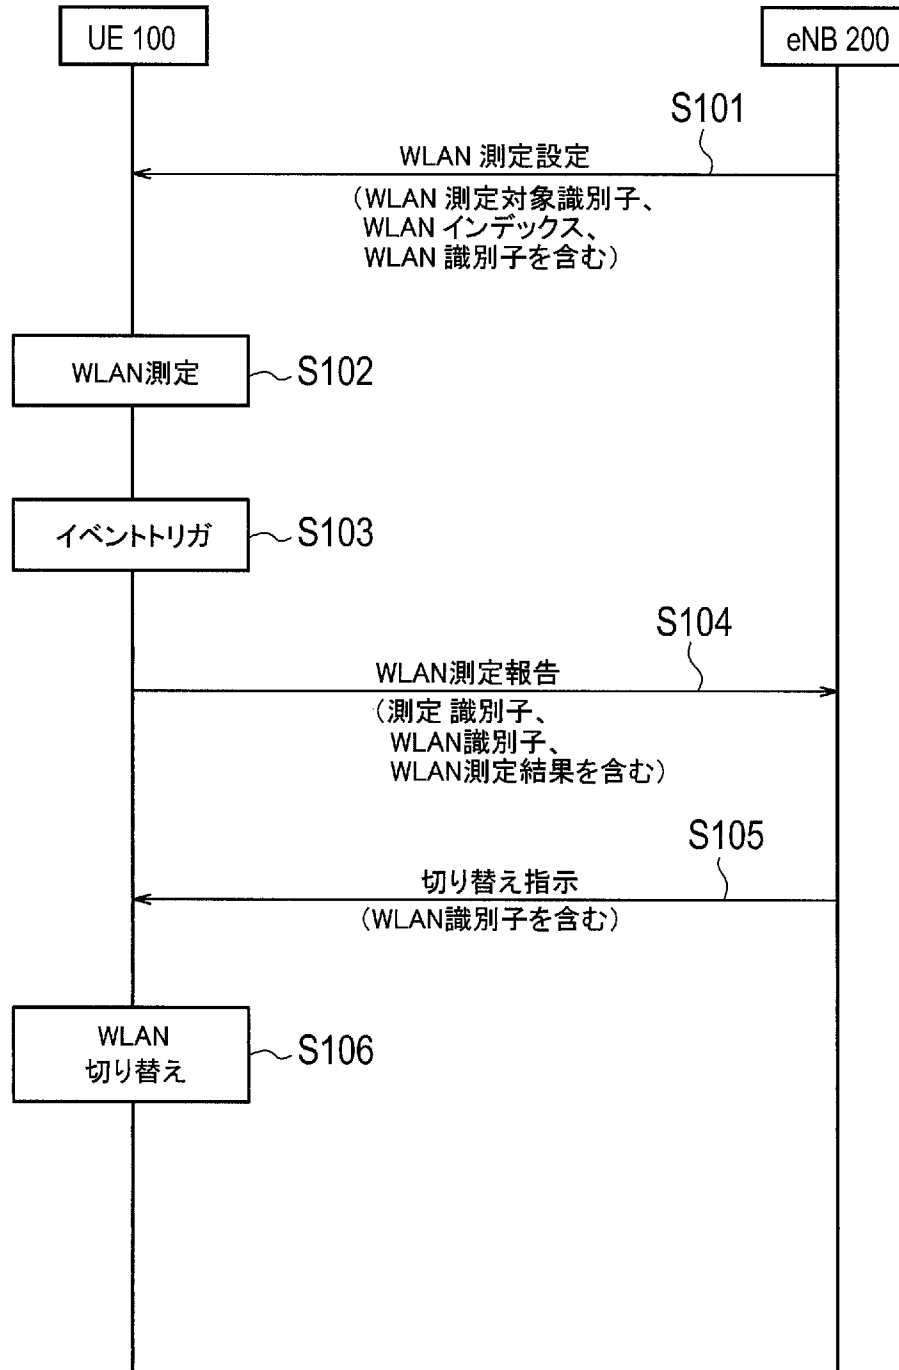 UE 100
eNB 200
S101
WLAN 測定設定
(WLAN 測定対象識別子、
WLAN インデックス、
WLAN 識別子を含む)
WLAN測定
S102
イベントトリガ
S103
S104
WLAN測定報告
(測定 識別子、
WLAN識別子、
WLAN測定結果を含む)
S105
切り替え指示
(WLAN識別子を含む)
WLAN
切り替え
S106